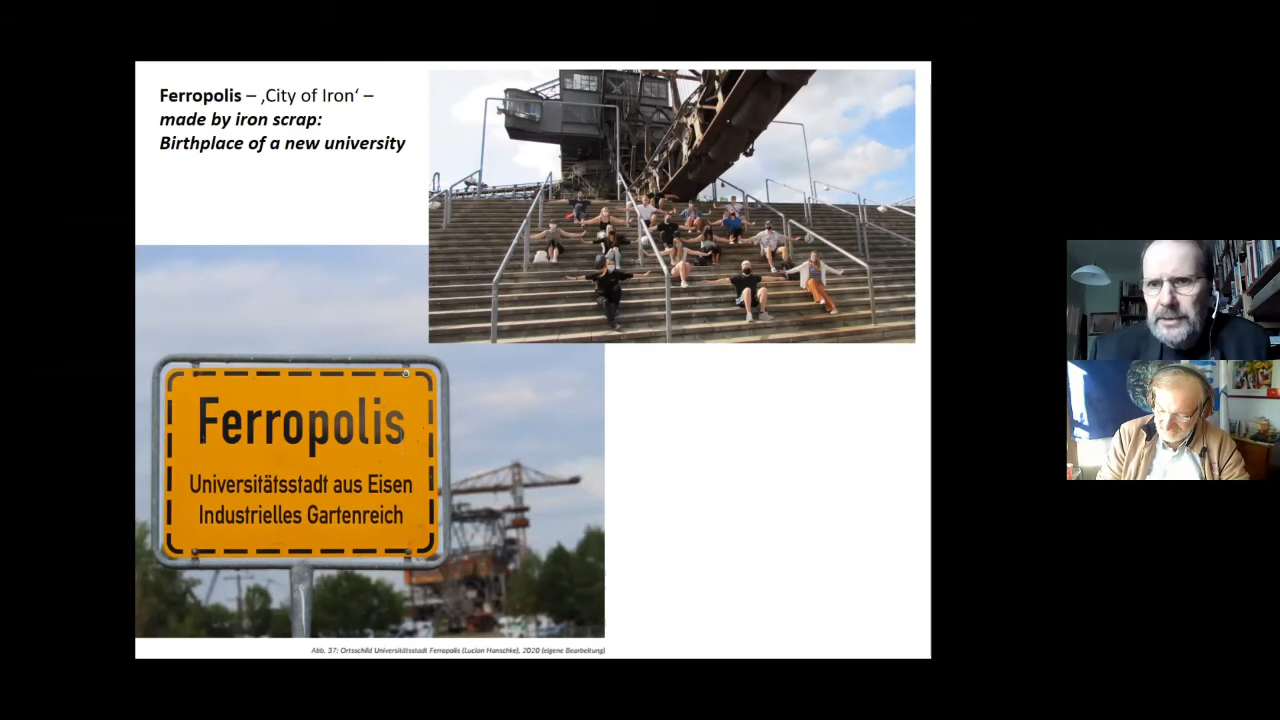 Ferropolis – ‚City of Iron‘ –
made by iron scrap:
Birthplace of a new university
Ferropolis
Universitätsstadt aus Eisen
Industrielles Gartenreich
Abb. 37: Ortsschild Universitätsstadt Ferropolis (Lucian Hanschke), 2020 (eigene Bearbeitung)